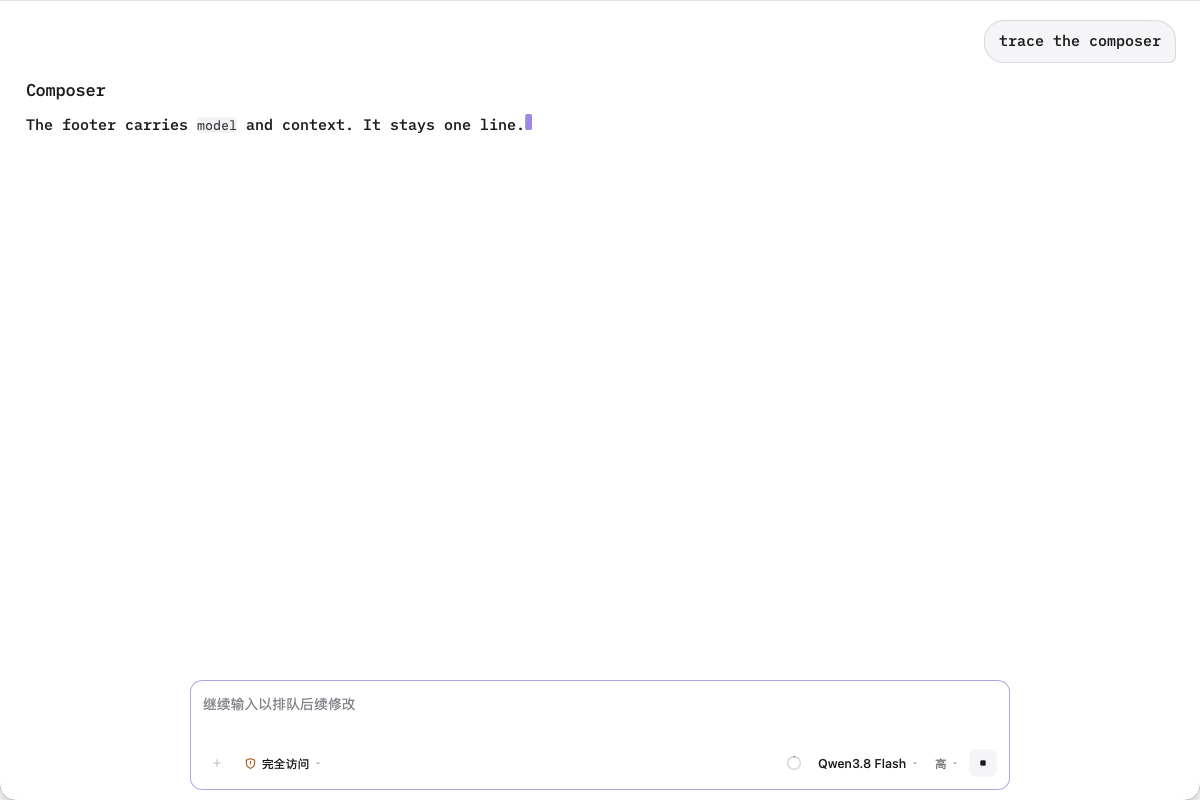 trace the composer
Composer
The footer carries model and context. It stays one line.
继续输入以排队后续修改
完全访问
Qwen3.8 Flash
高